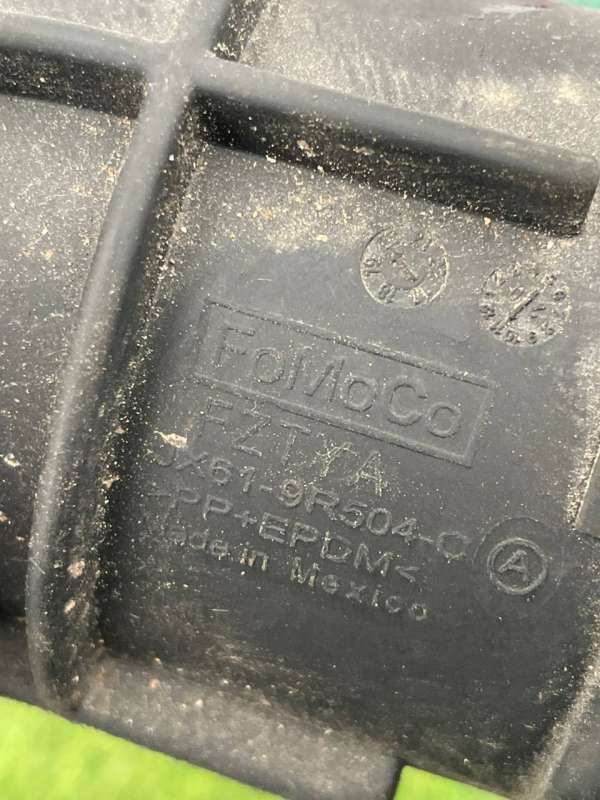 FoMoCo
FZTYA
JX61-9R504-C
>PP+EPDM<
Made in Mexico
A